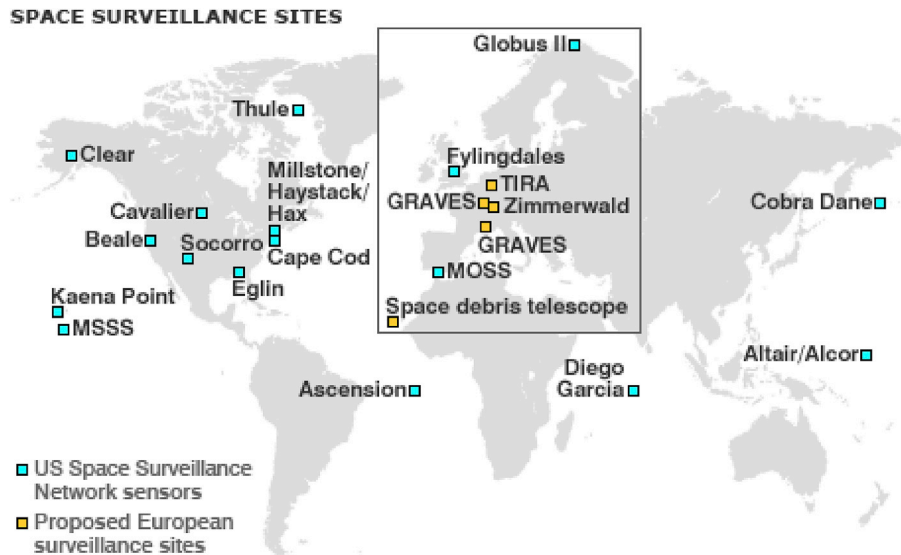 SPACE SURVEILLANCE SITES
Globus II
Thule
Clear
Millstone/
Haystack/
Hax
Fylingdales
TIRA
GRAVES
Zimmerwald
Cavalier
Cobra Dane
Beale
Socorro
Cape Cod
GRAVES
MOSS
Eglin
Kaena Point
Space debris telescope
MSSS
Altair/Alcor
Ascension
Diego
Garcia
US Space Surveillance
Network sensors
Proposed European
surveillance sites